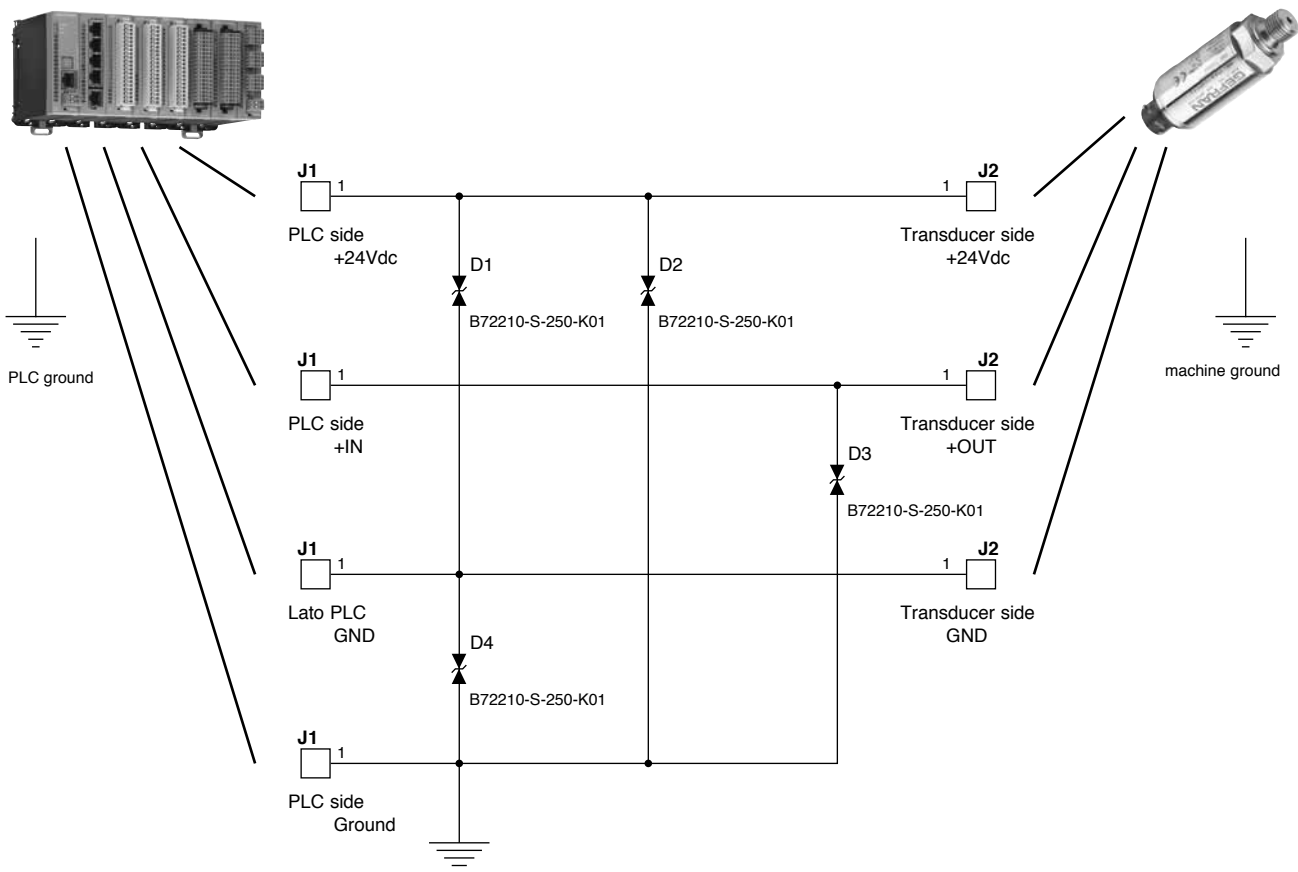 GEFRAN
J1
1
1
J2
PLC side
+24Vdc
Transducer side
+24Vdc
D1
D2
B72210-S-250-K01
B72210-S-250-K01
PLC ground
machine ground
J1
1
1
J2
PLC side
+IN
Transducer side
+OUT
D3
B72210-S-250-K01
J1
1
1
J2
Lato PLC
GND
Transducer side
GND
D4
B72210-S-250-K01
J1
1
PLC side
Ground